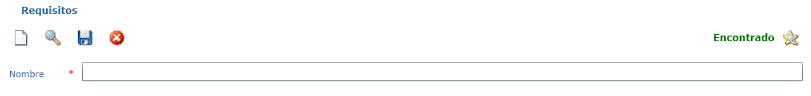 Requisitos
Encontrado
Nombre *